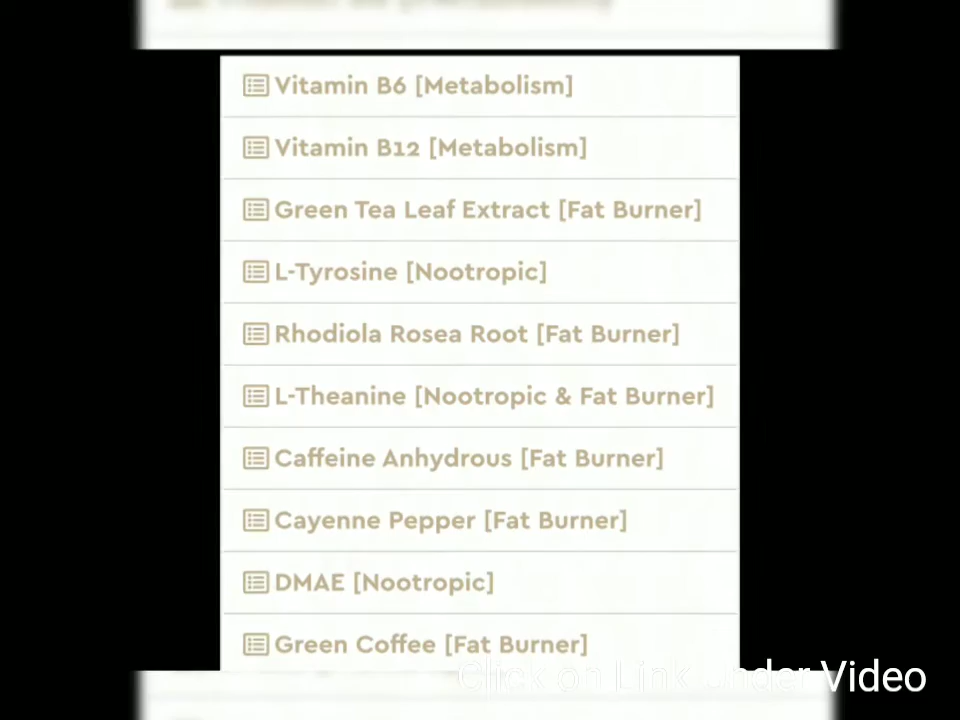 Vitamin B6 [Metabolism]
Vitamin B12 [Metabolism]
Green Tea Leaf Extract [Fat Burner]
L-Tyrosine [Nootropic]
Rhodiola Rosea Root [Fat Burner]
L-Theanine [Nootropic & Fat Burner]
Caffeine Anhydrous [Fat Burner]
Cayenne Pepper [Fat Burner]
DMAE [Nootropic]
Green Coffee [Fat Burner]
Click on Link Under Video